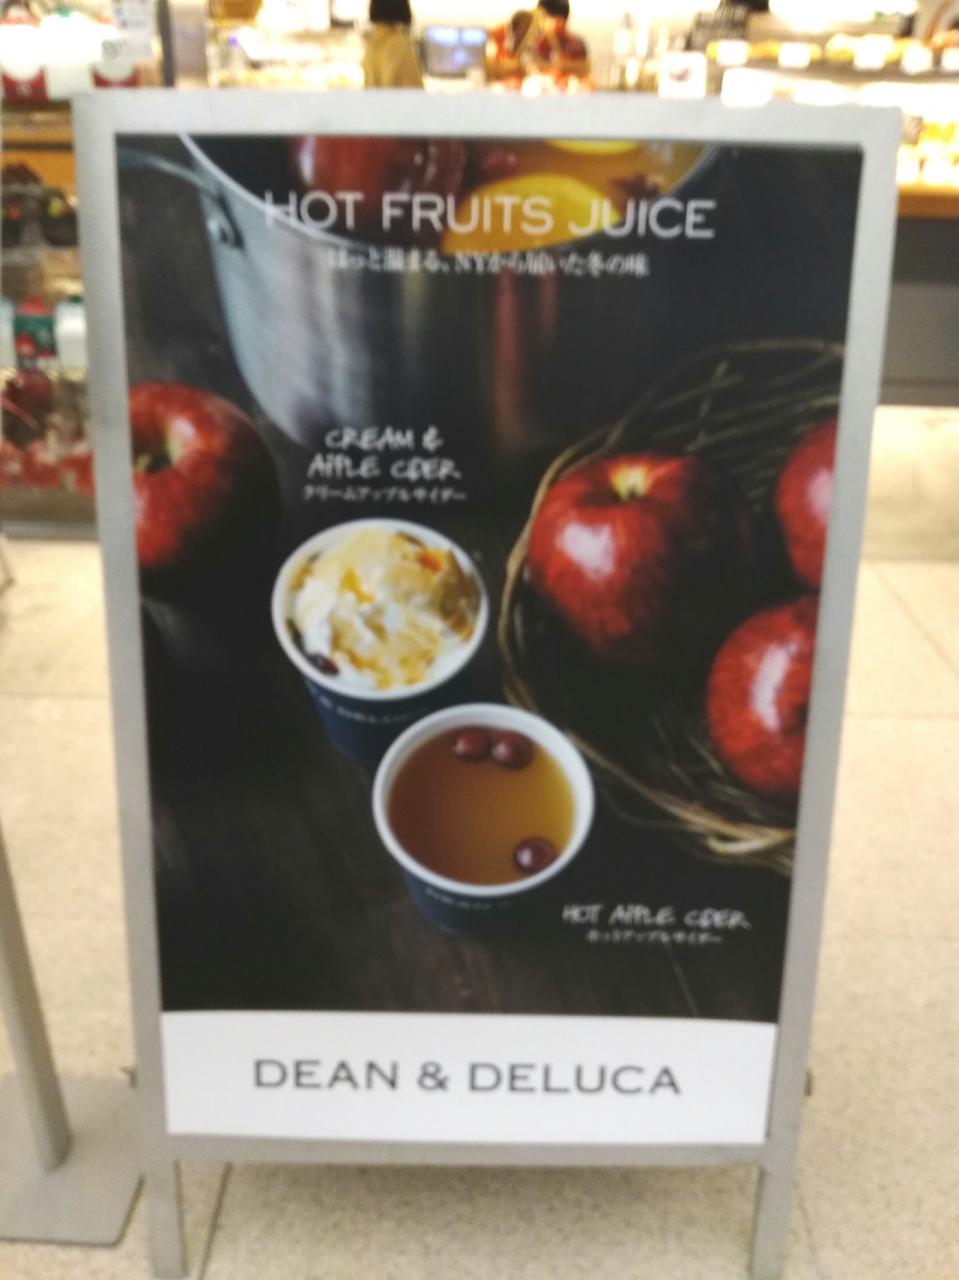 HOT FRUITS JUICE
ほっと温まる、NYから届いた冬の味
CREAM &
APPLE CIDER
クリームアップルサイダー
HOT APPLE CIDER
ホットアップルサイダー
DEAN & DELUCA